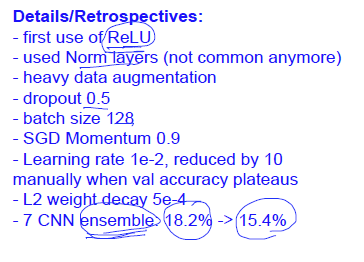 Details/Retrospectives:
- first use of ReLU
- used Norm layers (not common anymore)
- heavy data augmentation
- dropout 0.5
- batch size 128
- SGD Momentum 0.9
- Learning rate 1e-2, reduced by 10
manually when val accuracy plateaus
- L2 weight decay 5e-4
- 7 CNN ensemble: 18.2% -> 15.4%